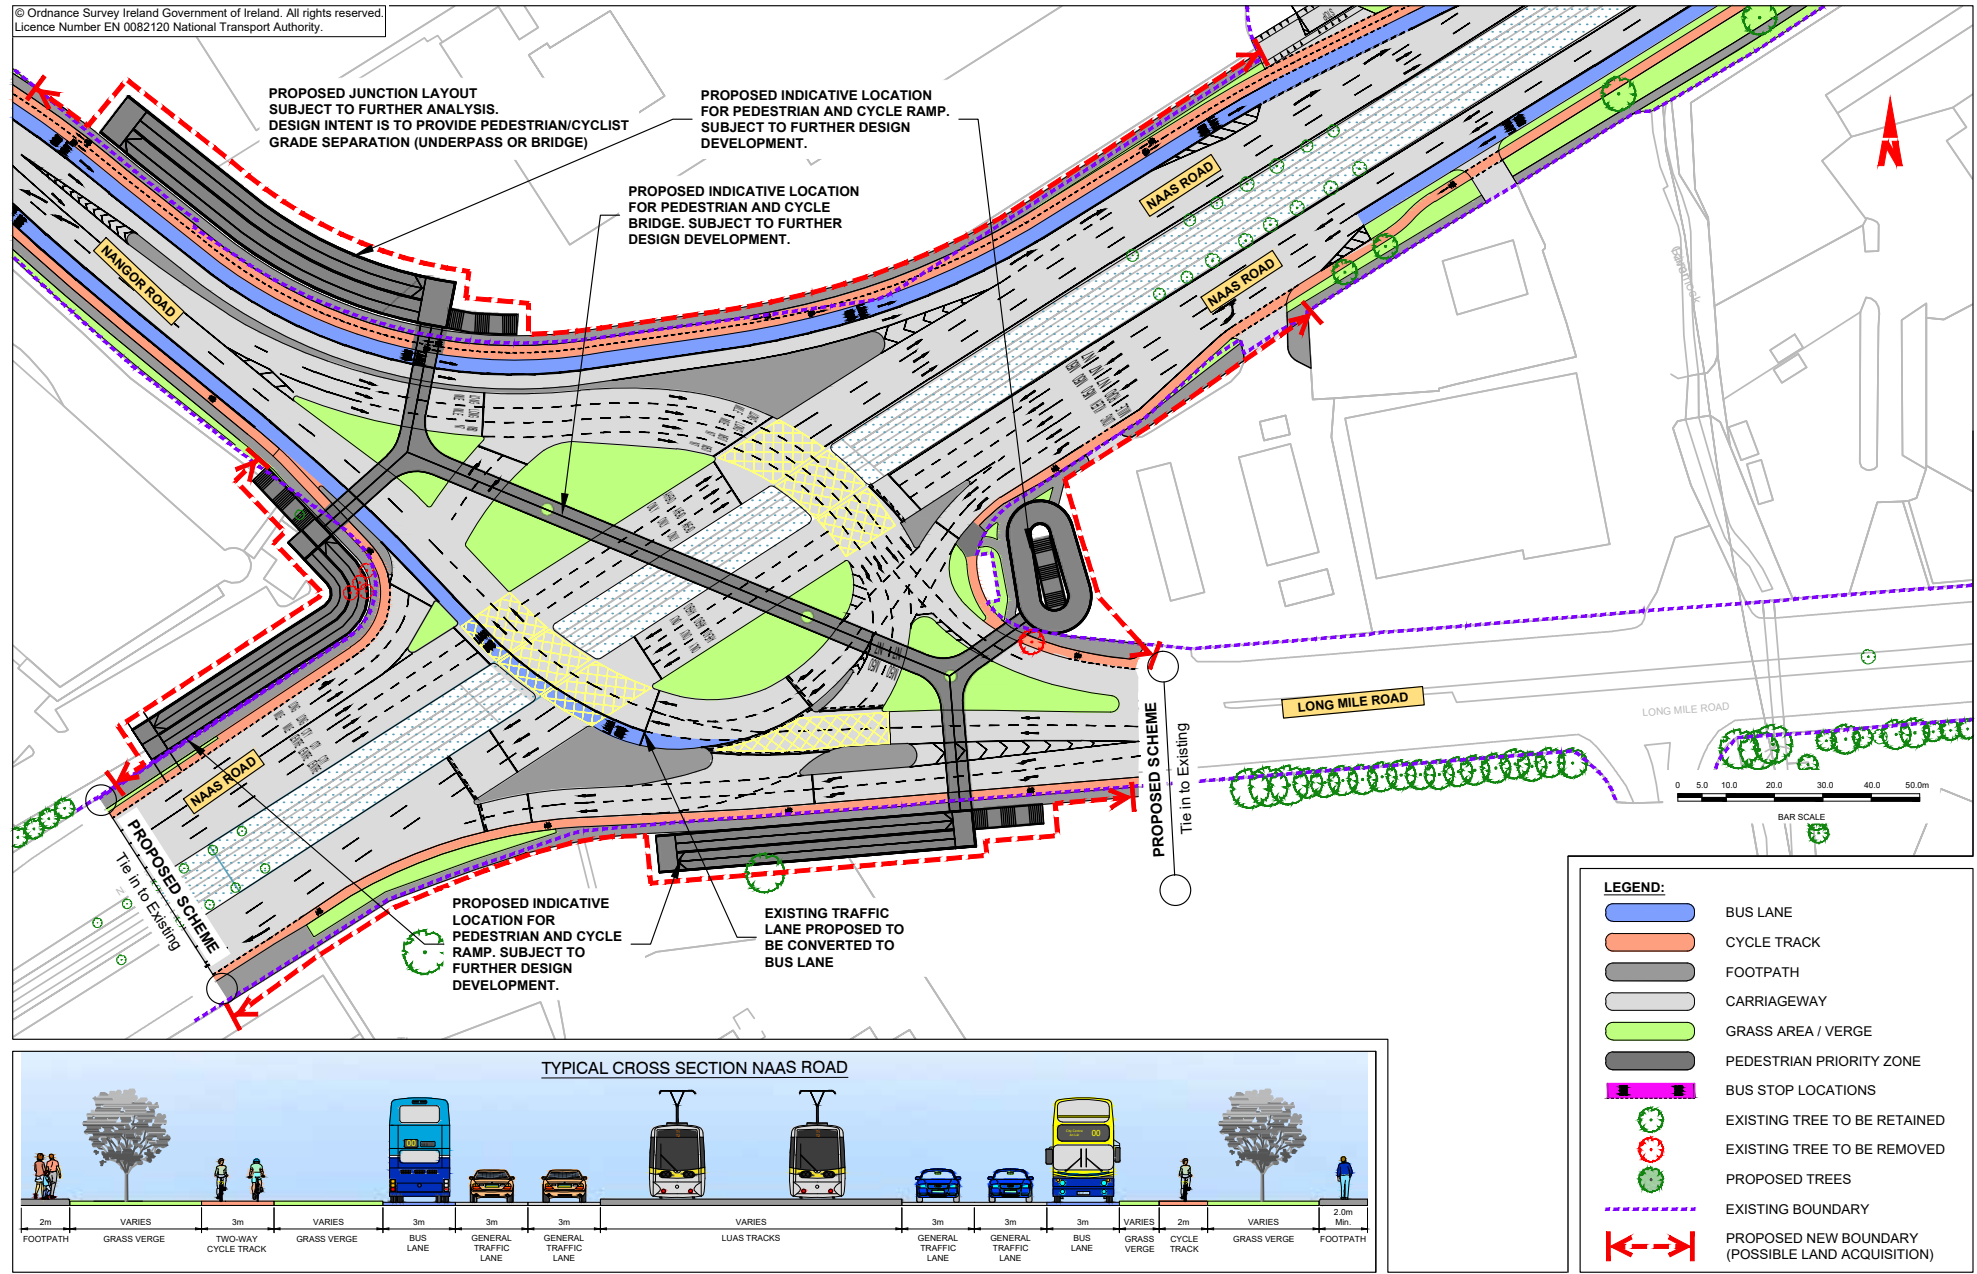 © Ordnance Survey Ireland Government of Ireland. All rights reserved.
Licence Number EN 0082120 National Transport Authority.
PROPOSED JUNCTION LAYOUT
SUBJECT TO FURTHER ANALYSIS.
DESIGN INTENT IS TO PROVIDE PEDESTRIAN/CYCLIST
GRADE SEPARATION (UNDERPASS OR BRIDGE)
PROPOSED INDICATIVE LOCATION
FOR PEDESTRIAN AND CYCLE RAMP.
SUBJECT TO FURTHER DESIGN
DEVELOPMENT.
PROPOSED INDICATIVE LOCATION
FOR PEDESTRIAN AND CYCLE
BRIDGE. SUBJECT TO FURTHER
DESIGN DEVELOPMENT.
N
NAAS ROAD
NAAS ROAD
NANGOR ROAD
LONG MILE ROAD
LONG MILE ROAD
PROPOSED SCHEME
Tie in to Existing
NAAS ROAD
PROPOSED SCHEME
Tie in to Existing
0 5.0 10.0 20.0 30.0 40.0 50.0m
BAR SCALE
PROPOSED INDICATIVE
LOCATION FOR
PEDESTRIAN AND CYCLE
RAMP. SUBJECT TO
FURTHER DESIGN
DEVELOPMENT.
EXISTING TRAFFIC
LANE PROPOSED TO
BE CONVERTED TO
BUS LANE
LEGEND:
BUS LANE
CYCLE TRACK
FOOTPATH
CARRIAGEWAY
GRASS AREA / VERGE
PEDESTRIAN PRIORITY ZONE
BUS STOP LOCATIONS
EXISTING TREE TO BE RETAINED
EXISTING TREE TO BE REMOVED
PROPOSED TREES
EXISTING BOUNDARY
PROPOSED NEW BOUNDARY
(POSSIBLE LAND ACQUISITION)
TYPICAL CROSS SECTION NAAS ROAD
00
00
2m
FOOTPATH
VARIES
GRASS VERGE
3m
TWO-WAY
CYCLE TRACK
VARIES
GRASS VERGE
3m
BUS
LANE
3m
GENERAL
TRAFFIC
LANE
3m
GENERAL
TRAFFIC
LANE
VARIES
LUAS TRACKS
3m
GENERAL
TRAFFIC
LANE
3m
GENERAL
TRAFFIC
LANE
3m
BUS
LANE
VARIES
GRASS
VERGE
2m
CYCLE
TRACK
VARIES
GRASS VERGE
2.0m
Min.
FOOTPATH